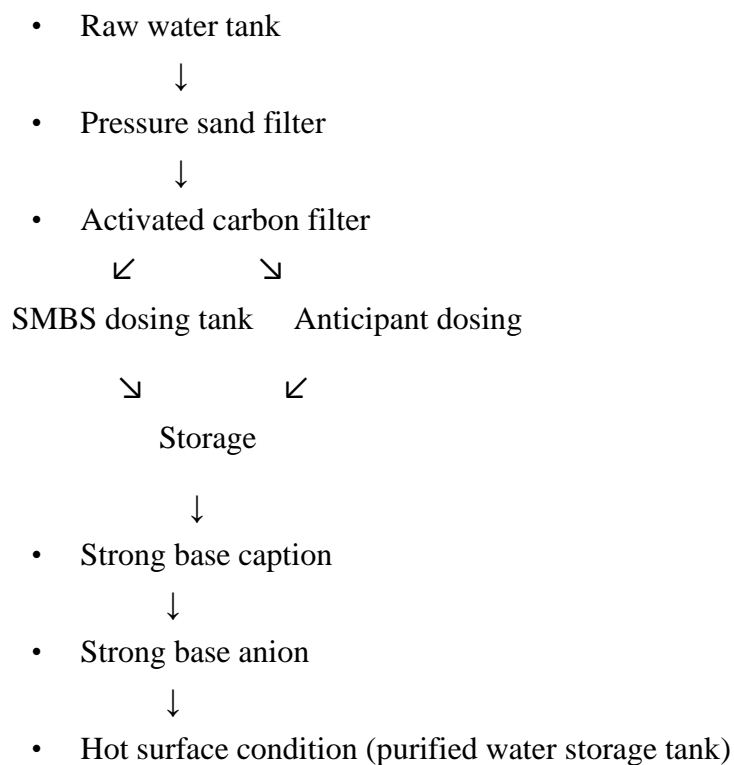 • Raw water tank
↓
• Pressure sand filter
↓
• Activated carbon filter
↙ ↘
SMBS dosing tank Anticipant dosing
↘ ↙
Storage
↓
• Strong base caption
↓
• Strong base anion
↓
• Hot surface condition (purified water storage tank)